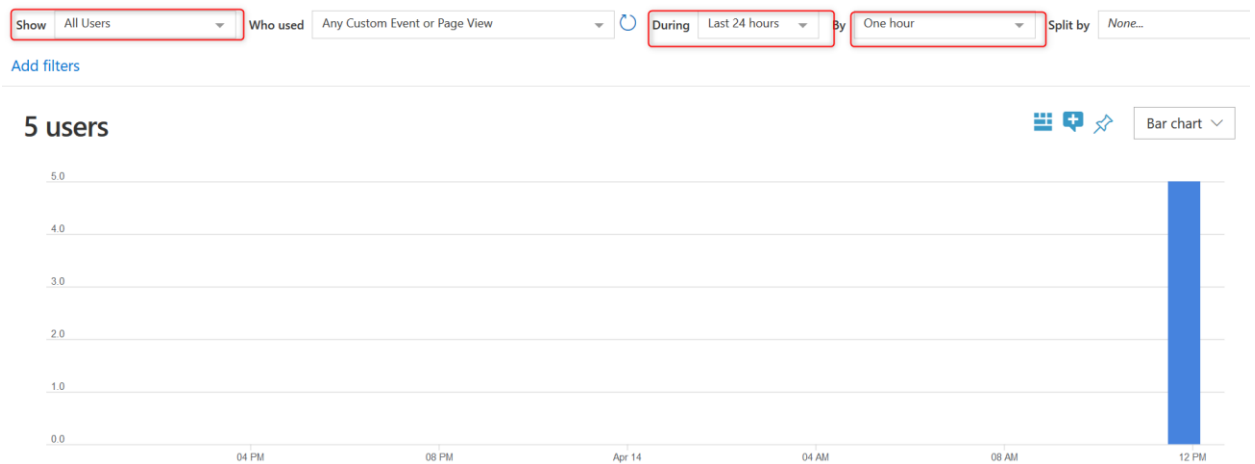 Show All Users Who used Any Custom Event or Page View During Last 24 hours By One hour Split by None...
Add filters
5 users
Bar chart
5.0
4.0
3.0
2.0
1.0
0.0
04 PM 08 PM Apr 14 04 AM 08 AM 12 PM